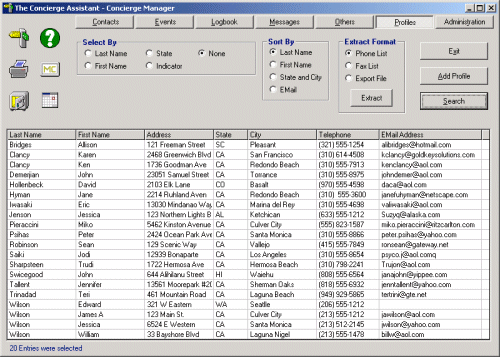 The Concierge Assistant - Concierge Manager
Contacts Events Logbook Messages Others Profiles Administration
Select By
Last Name State None
First Name Indicator
Sort By
Last Name
First Name
State and City
EMail
Extract Format
Phone List
Fax List
Export File
Extract
Exit
Add Profile
Search
MC
Last Name First Name Address State City Telephone EMail Address
Bridges Allison 121 Freeman Street SC Pleasant (321) 555-1254 alibridges@hotmail.com
Clancy Karen 2468 Greenwich Blvd CA San Francisco (310) 614-4508 kclancy@goldkeysolutions.com
Clancy Ken 1736 Goodman Ave CA Redondo Beach (310) 555-7913 kenclancy@aol.com
Demerjian John 23051 Samuel Street CA Torrance (310) 555-8975 johndemer@aol.com
Hollenbeck David 2103 Elk Lane CO Basalt (970) 555-4598 daca@aol.com
Hyman Jane 2214 Ruhland Aven CA Redondo Beach (310) 555-3600 janefuhyman@netscape.com
Iwasaki Eric 13030 Mindanao Way CA Marina del Rey (310) 555-4698 valiwasaki@aol.com
Jenson Jessica 123 Northern Lights B AL Ketchican (633) 555-1212 Suzyq@alaska.com
Pieraccini Mike 5462 Kinston Avenue CA Culver City (555) 823-1587 miko.pieraccini@ritzcarlton.com
Psihas Peter 2424 Ocean Park Ave CA Santa Monica (310) 555-8866 peter.psihas@yahoo.com
Robinson Sean 129 Scenic Way CA Vallejo (415) 555-7849 ronsean@gateway.net
Saiki Jodi 12939 Bonaparte CA Los Angeles (310) 555-8654 psyco.j@aol.comq
Sharpsteen Trudi 1722 Hermosa Ave CA Hermosa Beach (310) 798-2241 Trujon@aol.com
Swicegood John 644 Alihilanu Street HI Waiehu (808) 555-6564 janajohn@yippee.com
Tallent Jennifer 13561 Moorepark #20 CA Sherman Oaks (818) 555-6932 jenntallent@yahoo.com
Trinadad Teri 461 Mountain Road CA Laguna Beach (949) 929-5865 tertrini@gte.net
Wilson Edward 321 W Eastern WA Seattle (206) 555-1212
Wilson James A 123 Main St. CA Culver City (213) 555-1212 jawilson@aol.com
Wilson Jessica 6524 E Western CA Santa Monica (213) 512-2145 jwilson@yahoo.com
Wilson William 33 Bayshore Blvd CA Laguna Nigel (213) 555-1478 billw@aol.com
20 Entries were selected